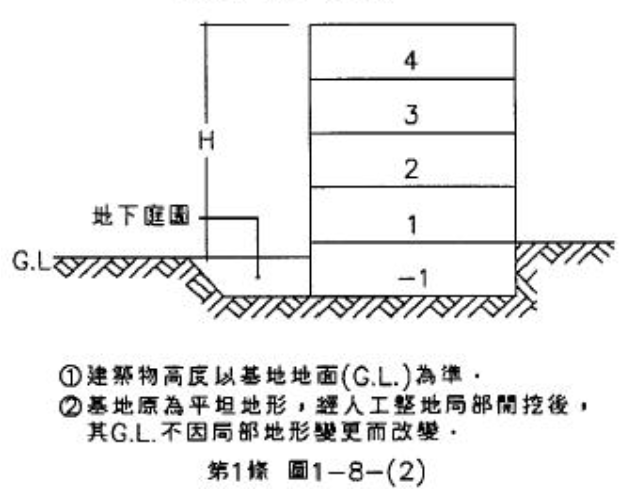 4
3
H
2
地下庭園
1
G.L
-1
①建築物高度以基地地面(G.L.)為準．
②基地原為平坦地形，經人工整地局部開挖後，
其G.L.不因局部地形變更而改變．
第1條 圖1-8-(2)